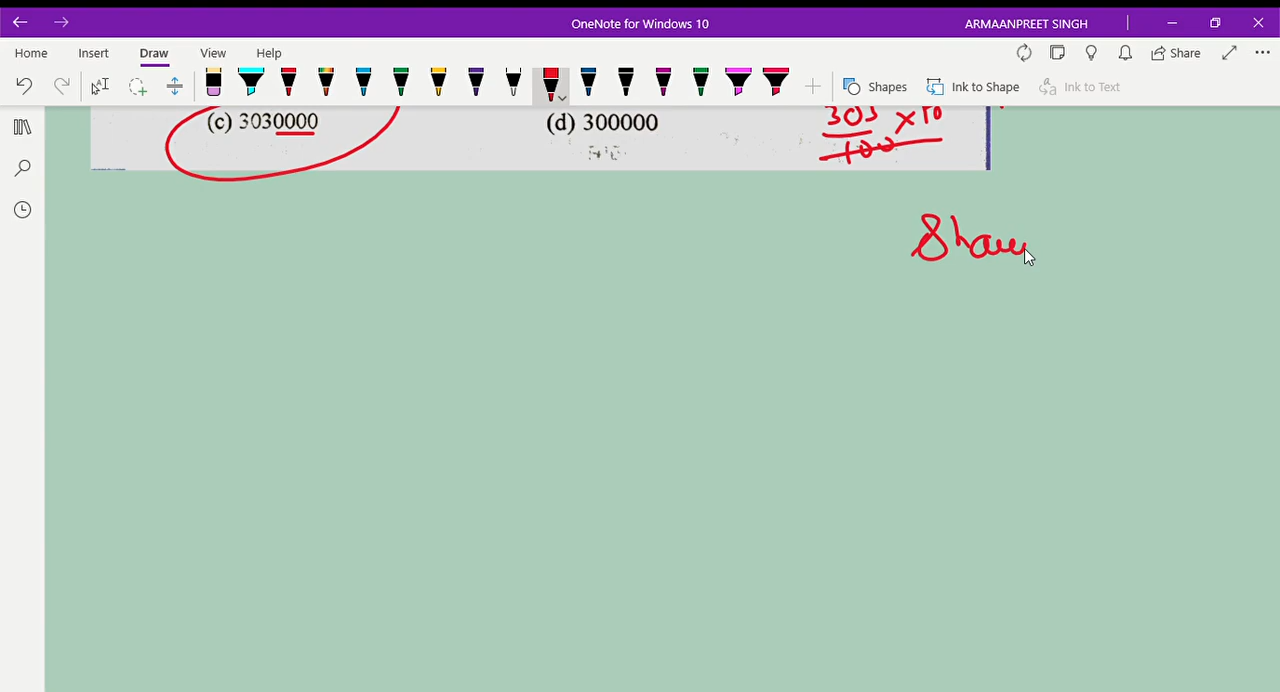 OneNote for Windows 10
ARMAANPREET SINGH
Home Insert Draw View Help
Share
Shapes
Ink to Shape
Ink to Text
(c) 3030000
(d) 300000
303 × 10
100
Shau